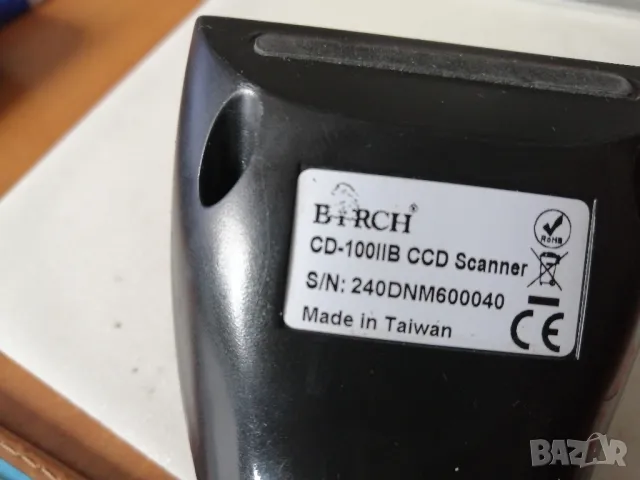 BIRCH®
RoHS
CD-100IIB CCD Scanner
S/N: 240DNM600040
Made in Taiwan
CE
BAZAR